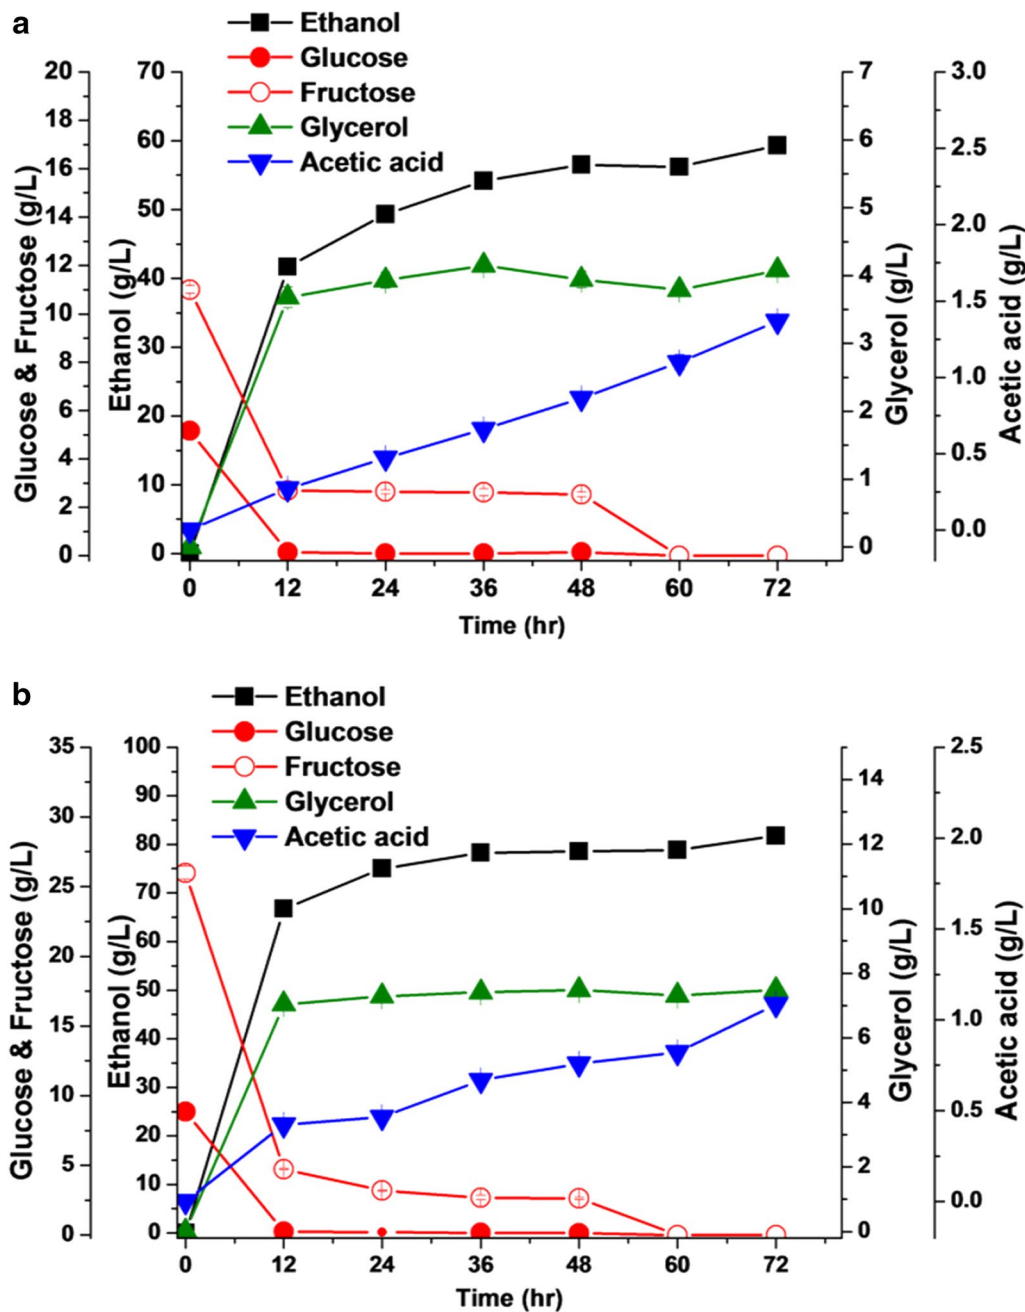 a
Ethanol
Glucose
Fructose
Glycerol
Acetic acid
20
18
16
14
12
10
8
6
4
2
0
Glucose & Fructose (g/L)
70
60
50
40
30
20
10
0
Ethanol (g/L)
7
6
5
4
3
2
1
0
Glycerol (g/L)
3.0
2.5
2.0
1.5
1.0
0.5
0.0
Acetic acid (g/L)
0 12 24 36 48 60 72
Time (hr)
b
Ethanol
Glucose
Fructose
Glycerol
Acetic acid
35
30
25
20
15
10
5
0
Glucose & Fructose (g/L)
100
90
80
70
60
50
40
30
20
10
0
Ethanol (g/L)
14
12
10
8
6
4
2
0
Glycerol (g/L)
2.5
2.0
1.5
1.0
0.5
0.0
Acetic acid (g/L)
0 12 24 36 48 60 72
Time (hr)